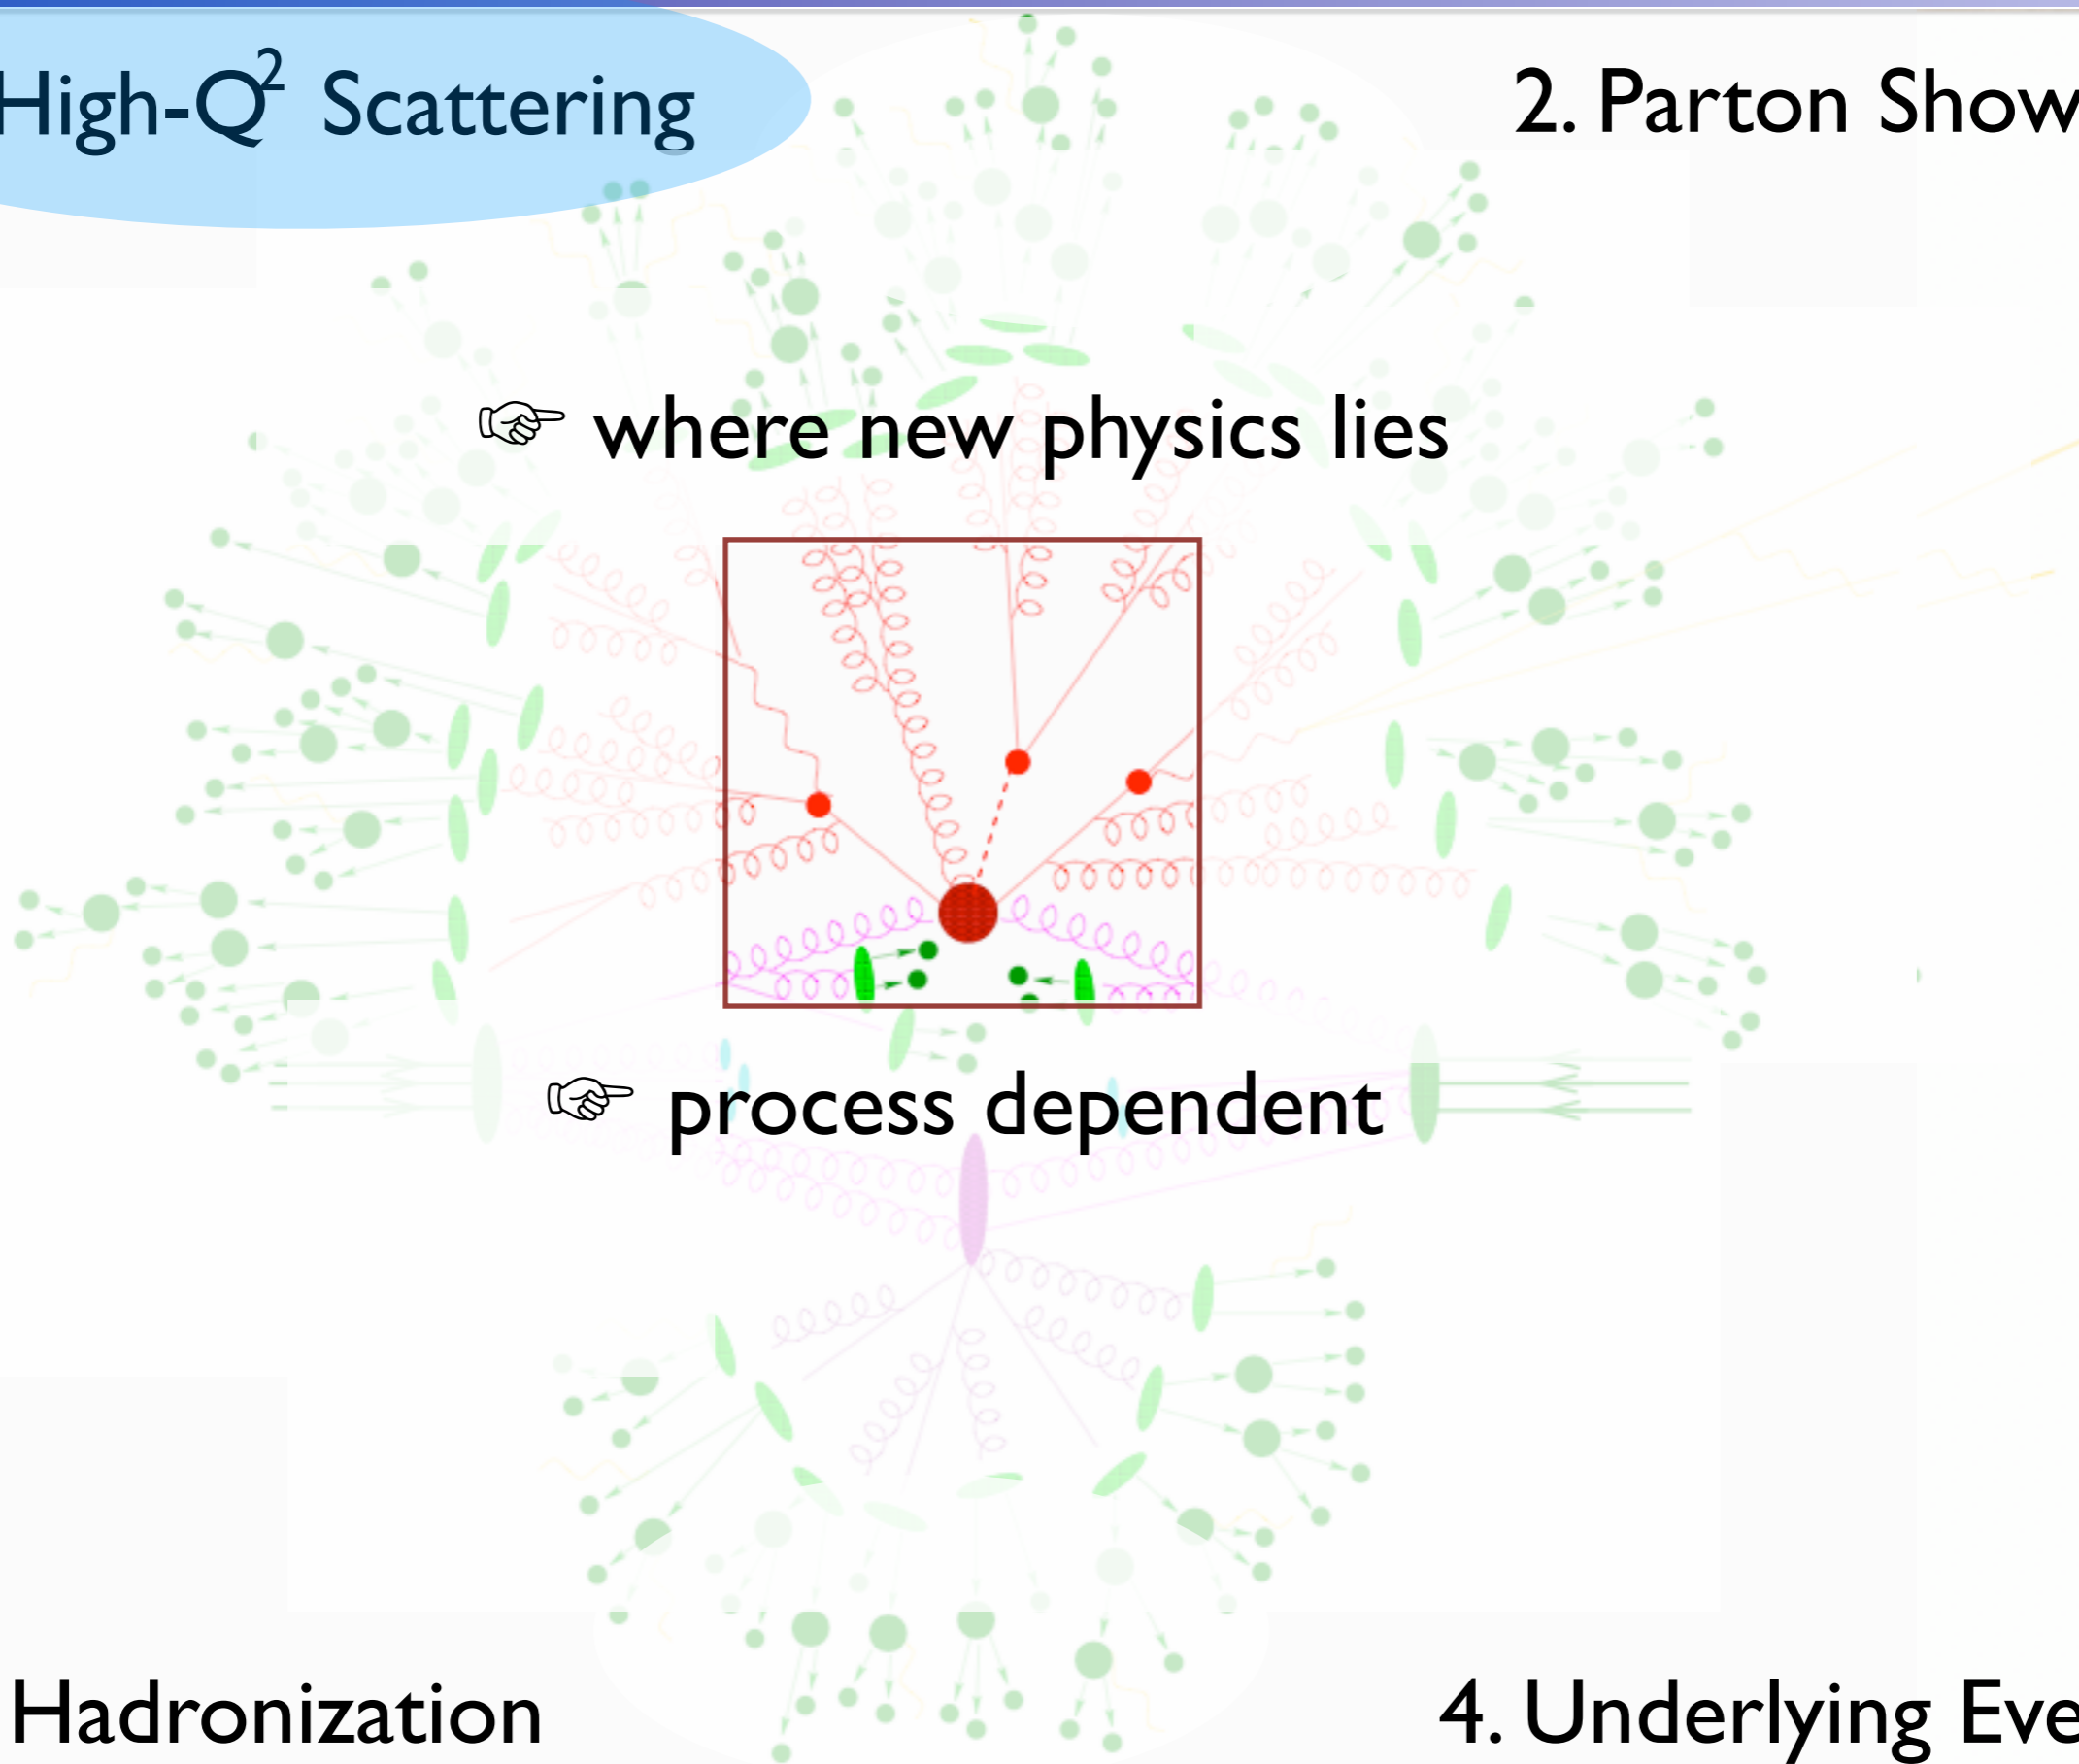 High-Q² Scattering
2. Parton Show
☞ where new physics lies
☞ process dependent
Hadronization
4. Underlying Eve